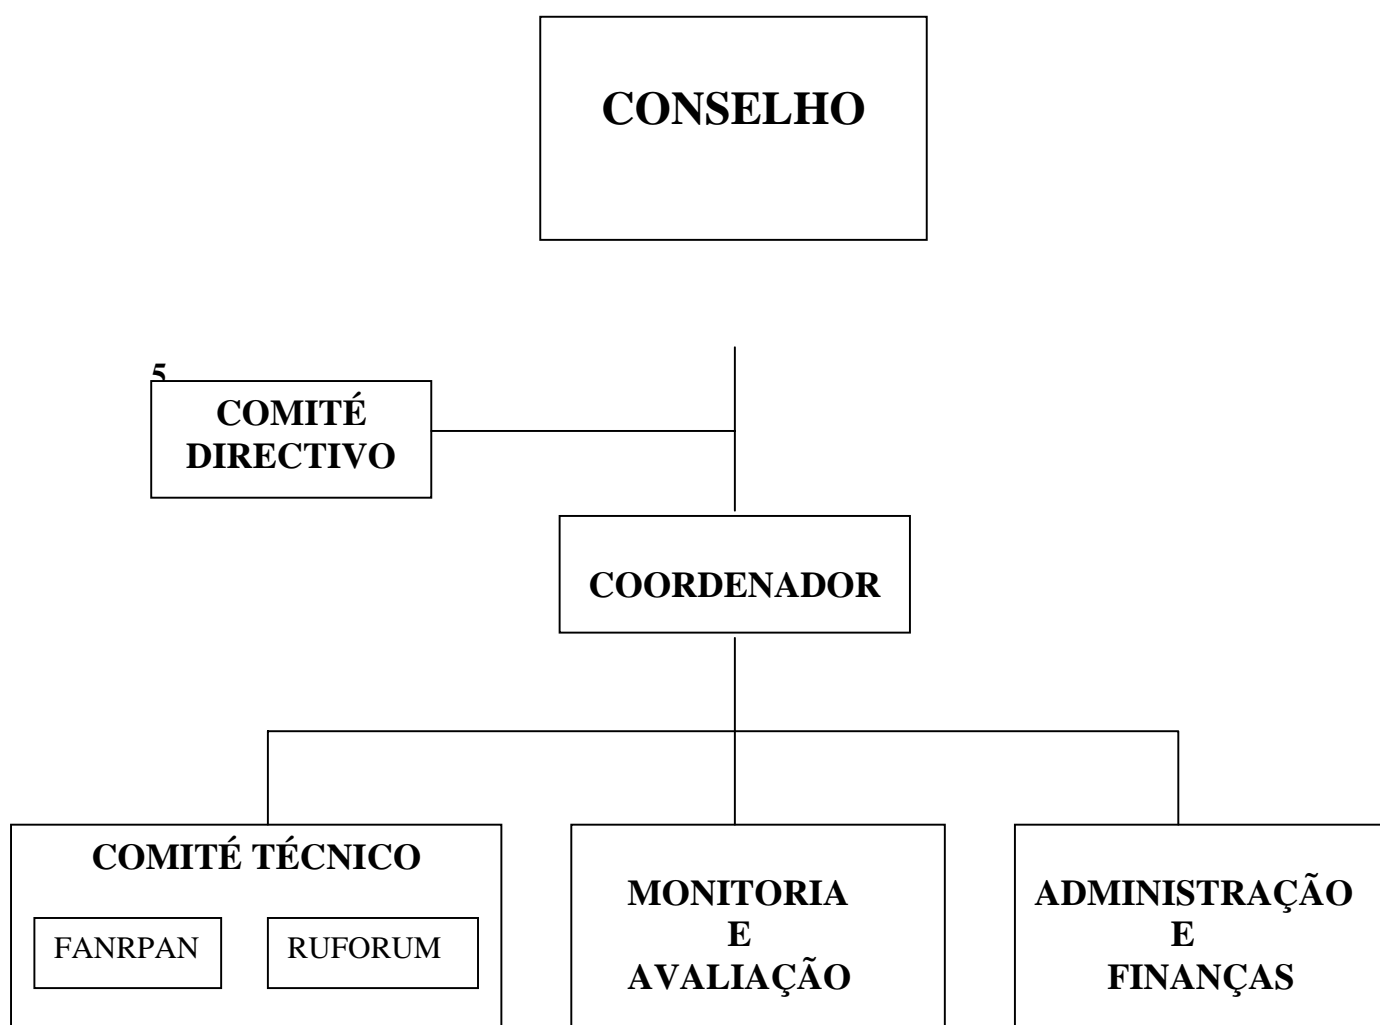 CONSELHO
5
COMITÉ
DIRECTIVO
COORDENADOR
COMITÉ TÉCNICO
FANRPAN
RUFORUM
MONITORIA
E
AVALIAÇÃO
ADMINISTRAÇÃO
E
FINANÇAS